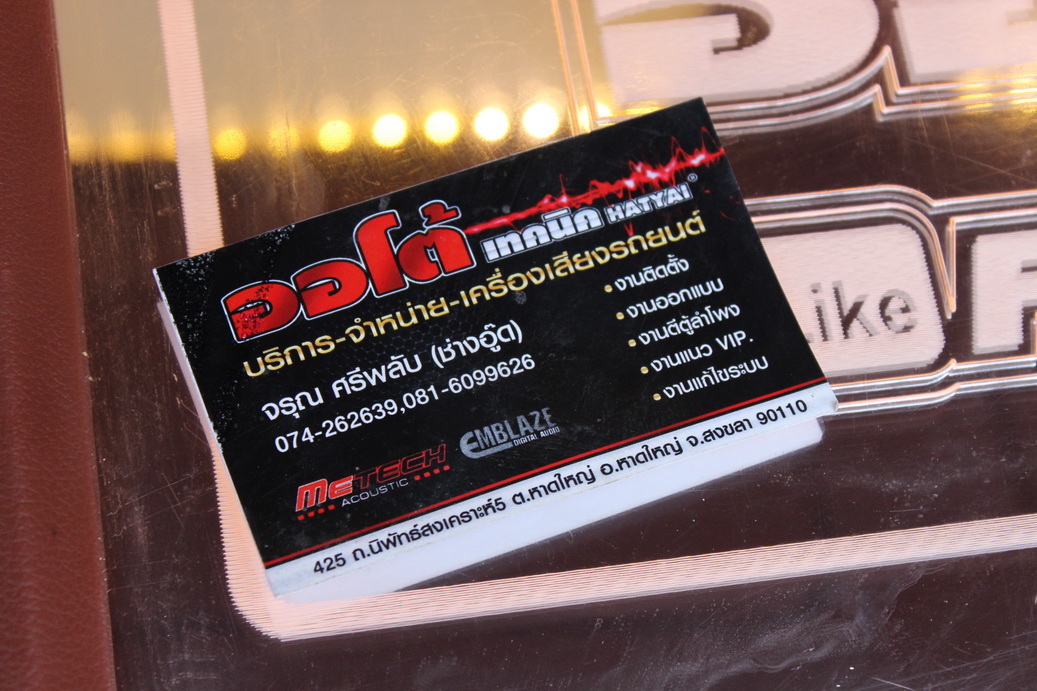 ออโต้ เทคนิค HATYAI®
บริการ-จำหน่าย-เครื่องเสียงรถยนต์
จรุณ ศรีพลับ (ช่างอู๊ด)
074-262639,081-6099626
• งานติดตั้ง
• งานออกแบบ
• งานตีตู้ลำโพง
• งานแนว VIP.
• งานแก้ไขระบบ
METECH
ACOUSTIC
EMBLAZE
DIGITAL AUDIO
425 ถ.นิพัทธ์สงเคราะห์5 ต.หาดใหญ่ อ.หาดใหญ่ จ.สงขลา 90110
Like